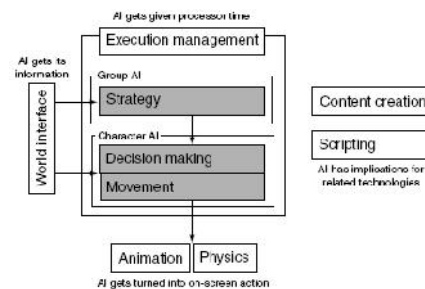 AI gets given processor time
Execution management
AI gets its
information
Group AI
Strategy
World interface
Character AI
Decision making
Movement
Animation
Physics
AI gets turned into on-screen action
Content creation
Scripting
AI has implications for
related technologies